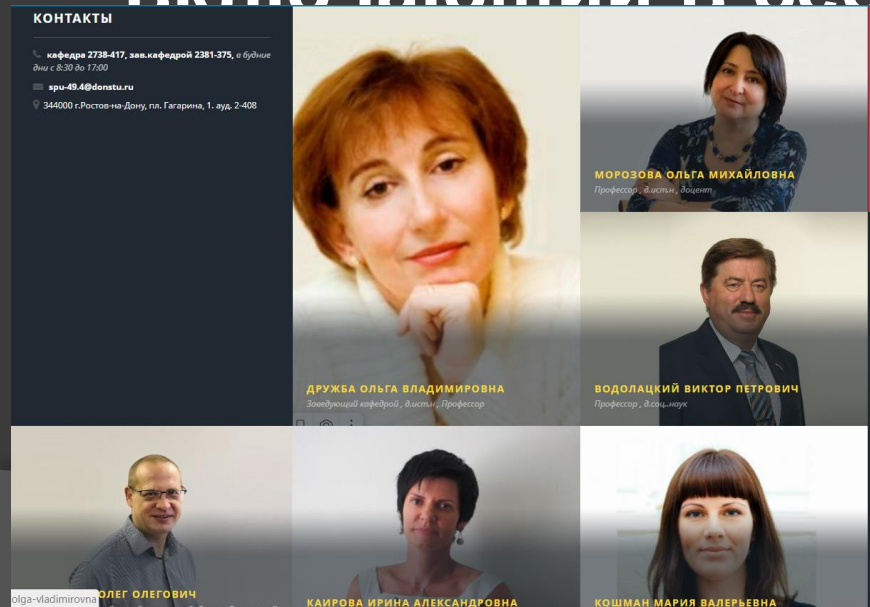 КОНТАКТЫ
кафедра 2738-417, зав.кафедрой 2381-375, в будние
дни с 8:30 до 17:00
spu-49.4@donstu.ru
344000 г.Ростов-на-Дону, пл. Гагарина, 1. ауд. 2-408
МОРОЗОВА ОЛЬГА МИХАЙЛОВНА
Профессор , д.ист.н , доцент
ДРУЖБА ОЛЬГА ВЛАДИМИРОВНА
Заведующий кафедрой , д.ист.н , Профессор
ВОДОЛАЦКИЙ ВИКТОР ПЕТРОВИЧ
Профессор , д.соц..наук
ОЛЕГ ОЛЕГОВИЧ
КАИРОВА ИРИНА АЛЕКСАНДРОВНА
КОШМАН МАРИЯ ВАЛЕРЬЕВНА
olga-vladimirovna